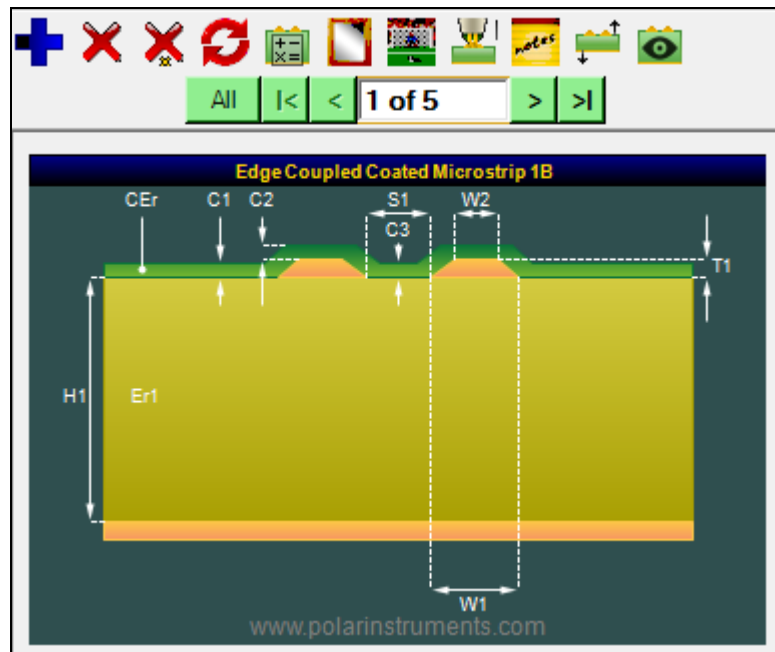 notes
All |< < 1 of 5 > >|
Edge Coupled Coated Microstrip 1B
CEr C1 C2 S1 W2
C3
T1
H1 Er1
W1
www.polarinstruments.com